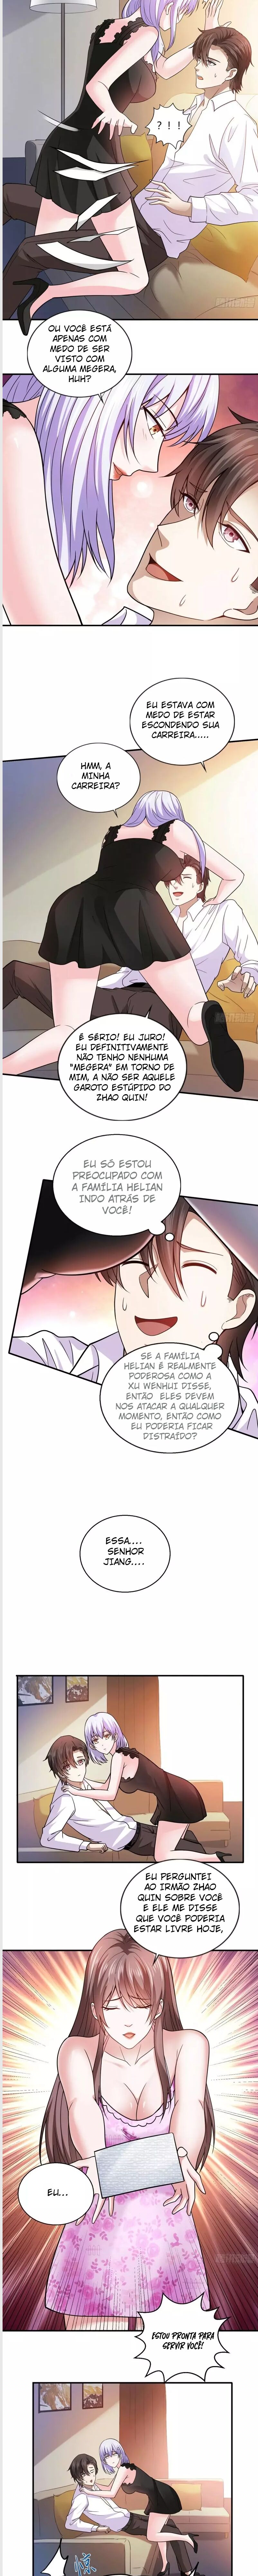 ?!!
OU VOCÊ ESTÁ
APENAS COM
MEDO DE SER
VISTO COM
ALGUMA MEGERA,
HUH?
EU ESTAVA COM
MEDO DE ESTAR
ESCONDENDO SUA
CARREIRA.....
HMM, A
MINHA
CARREIRA?
É SÉRIO! EU JURO!
EU DEFINITIVAMENTE
NÃO TENHO NENHUMA
"MEGERA" EM TORNO DE
MIM, A NÃO SER AQUELE
GAROTO ESTÚPIDO DO
ZHAO QUIN!
EU SÓ ESTOU
PREOCUPADO COM
A FAMÍLIA HELIAN
INDO ATRÁS DE
VOCÊ!
SE A FAMÍLIA
HELIAN É REALMENTE
PODEROSA COMO A
XU WENHUI DISSE,
ENTÃO ELES DEVEM
NOS ATACAR A QUALQUER
MOMENTO, ENTÃO COMO
EU PODERIA FICAR
DISTRAÍDO?
ESSA....
SENHOR
JIANG....
EU PERGUNTEI
AO IRMÃO ZHAO
QUIN SOBRE VOCÊ
E ELE ME DISSE
QUE VOCÊ PODERIA
ESTAR LIVRE HOJE,
EU...
ESTOU PRONTA PARA
SERVIR VOCÊ!
惊